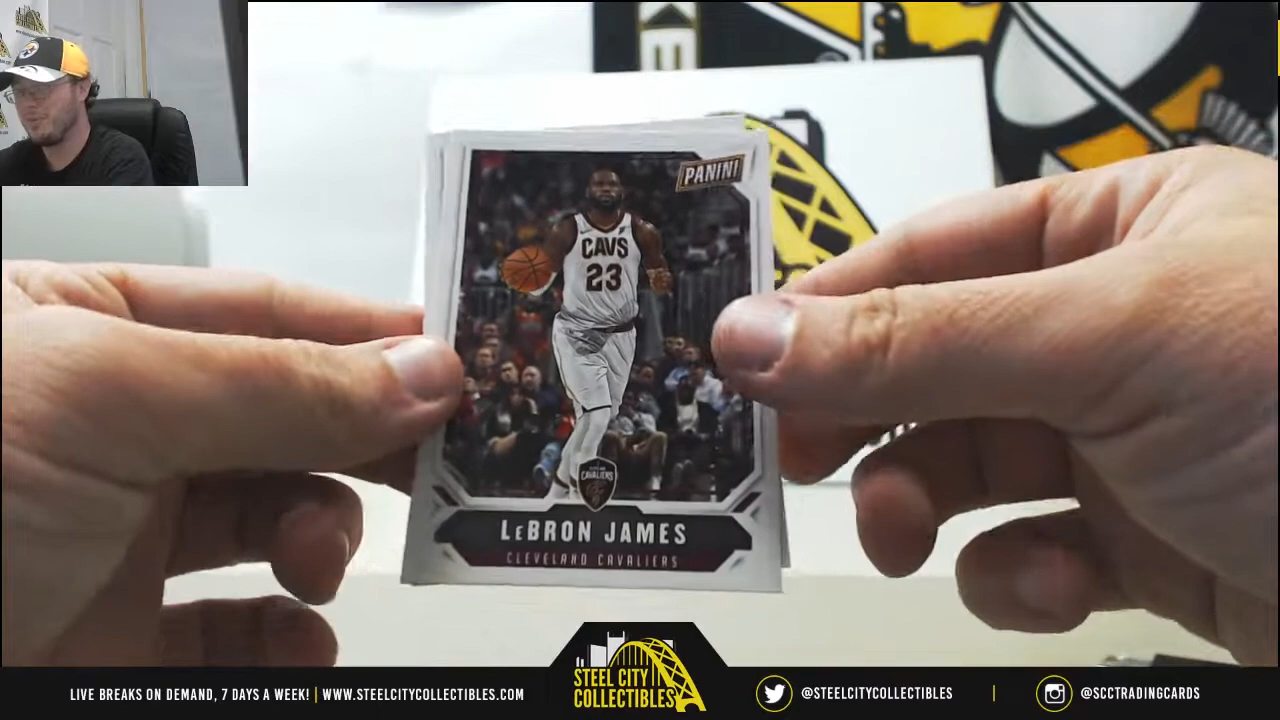 PANINI
CAVS
23
CAVALIERS
LeBRON JAMES
CLEVELAND CAVALIERS
STEEL CITY
COLLECTIBLES
LIVE BREAKS ON DEMAND, 7 DAYS A WEEK! | WWW.STEELCITYCOLLECTIBLES.COM
@STEELCITYCOLLECTIBLES | @SCCTRADINGCARDS